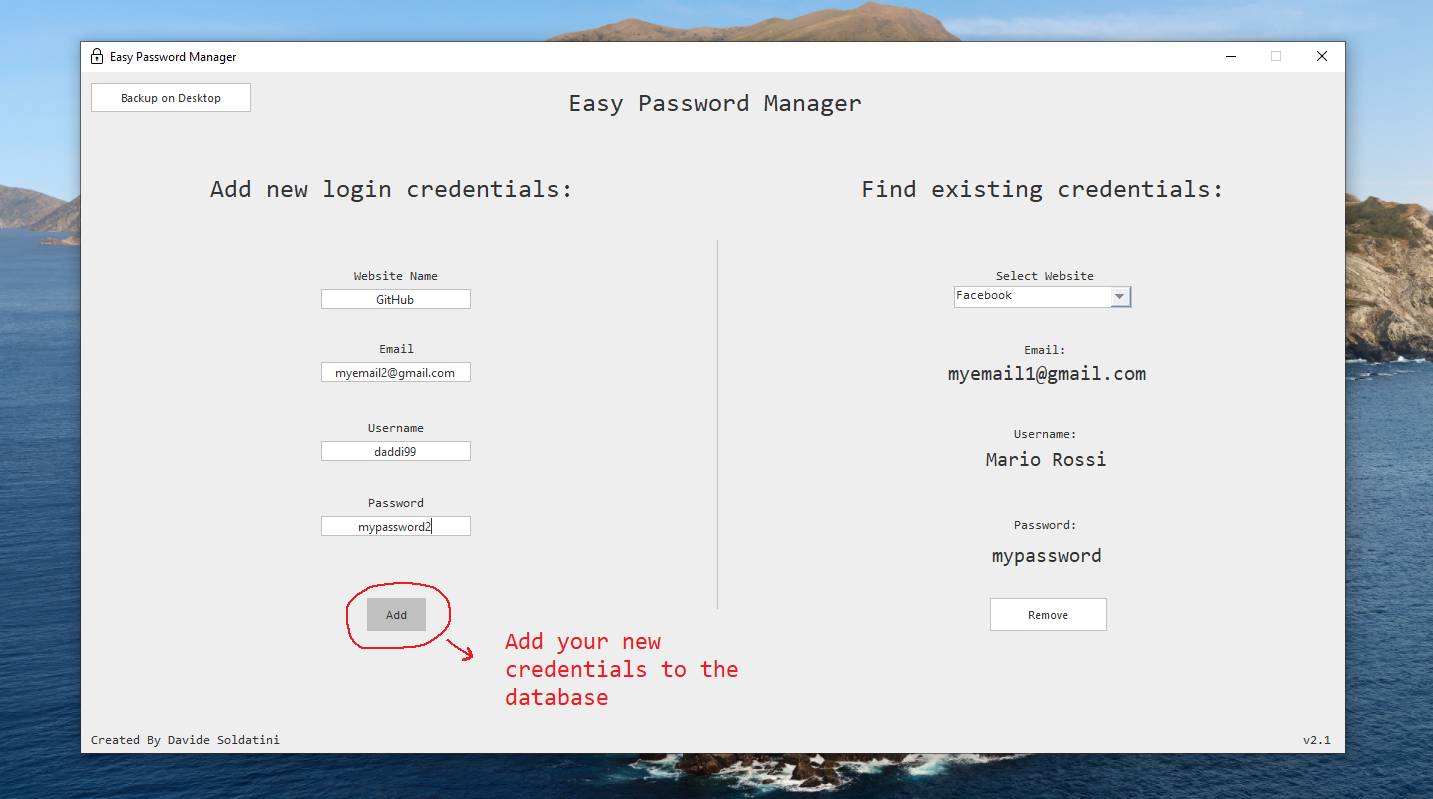 Easy Password Manager
Backup on Desktop
Easy Password Manager
Add new login credentials:
Website Name
GitHub
Email
myemail2@gmail.com
Username
daddi99
Password
mypassword2
Add
Add your new
credentials to the
database
Find existing credentials:
Select Website
Facebook
Email:
myemail1@gmail.com
Username:
Mario Rossi
Password:
mypassword
Remove
Created By Davide Soldatini
v2.1